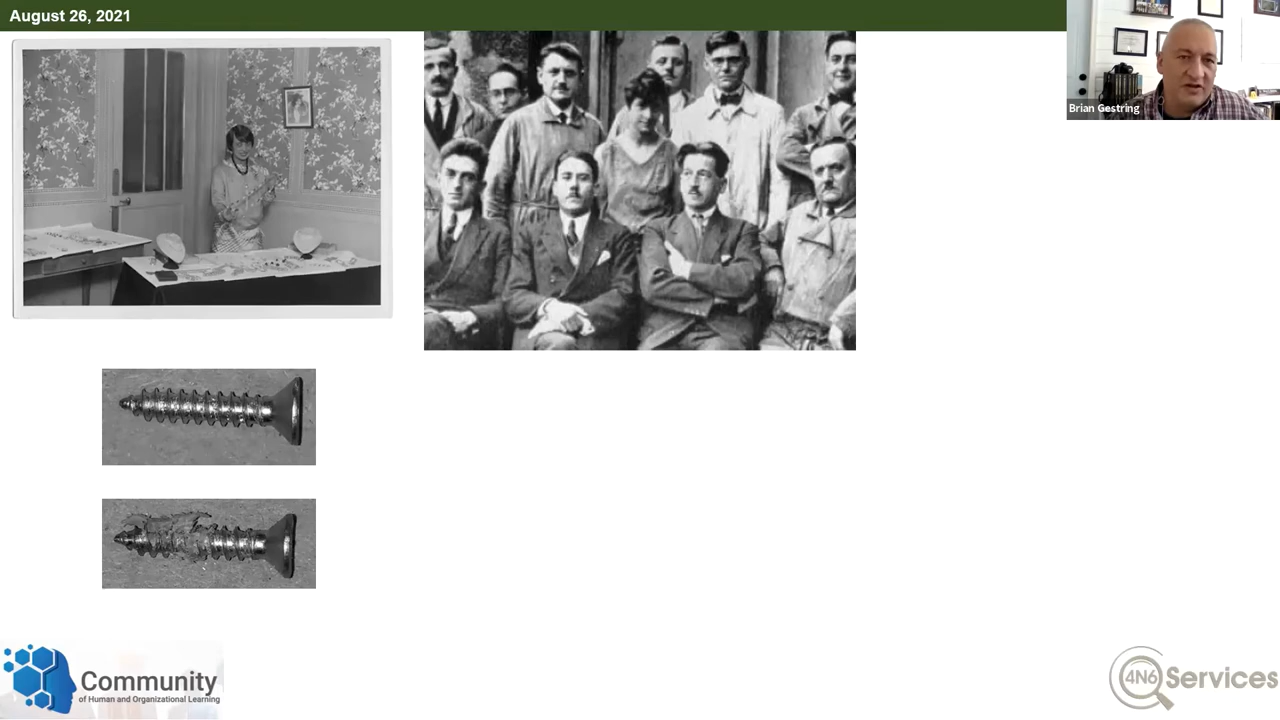 August 26, 2021
Brian Gestring
Community
of Human and Organizational Learning
4N6 Services